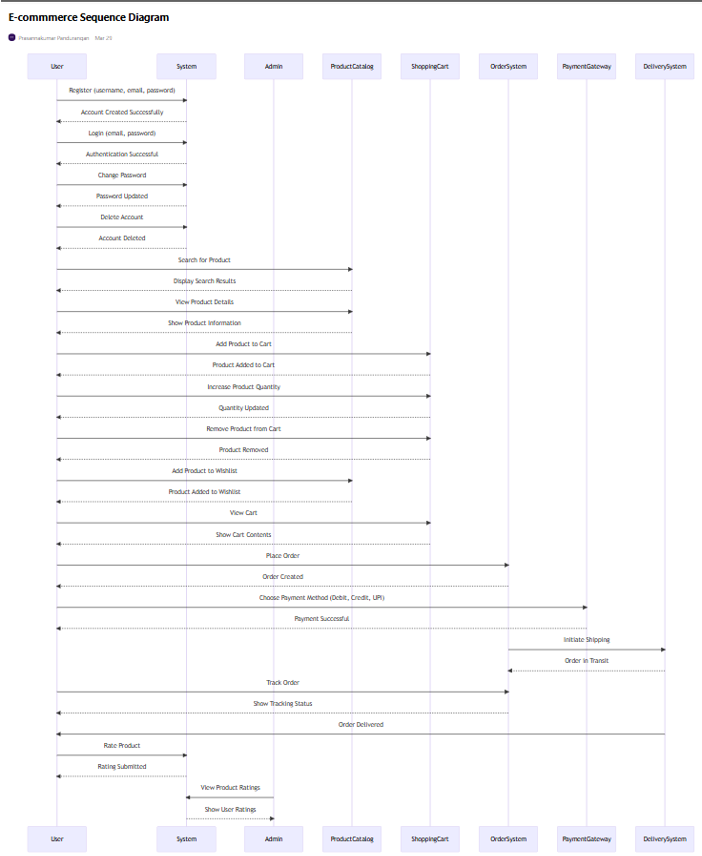 E-commmerce Sequence Diagram
Prasannakumar Pandurangan Mar 25
User System Admin ProductCatalog ShoppingCart OrderSystem PaymentGateway DeliverySystem
Register (username, email, password)
Account Created Successfully
Login (email, password)
Authentication Successful
Change Password
Password Updated
Delete Account
Account Deleted
Search for Product
Display Search Results
View Product Details
Show Product Information
Add Product to Cart
Product Added to Cart
Increase Product Quantity
Quantity Updated
Remove Product from Cart
Product Removed
Add Product to Wishlist
Product Added to Wishlist
View Cart
Show Cart Contents
Place Order
Order Created
Choose Payment Method (Debit, Credit, UPI)
Payment Successful
Initiate Shipping
Order in Transit
Track Order
Show Tracking Status
Order Delivered
Rate Product
Rating Submitted
View Product Ratings
Show User Ratings
User System Admin ProductCatalog ShoppingCart OrderSystem PaymentGateway DeliverySystem